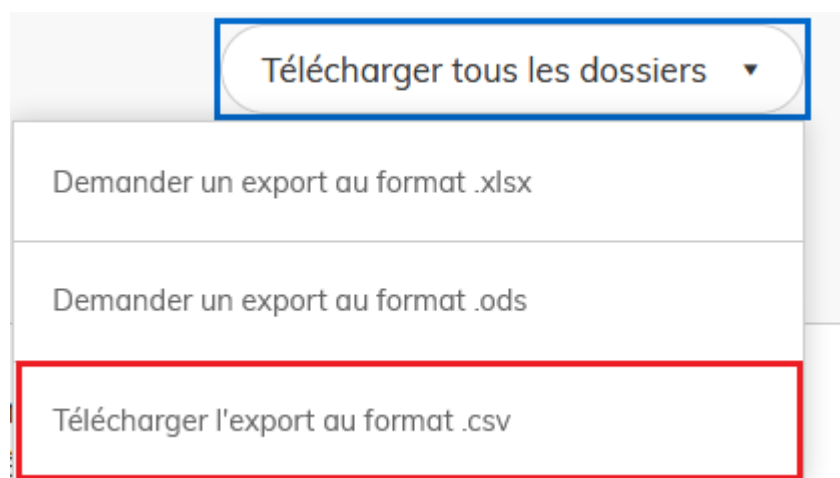 Télécharger tous les dossiers
Demander un export au format .xlsx
Demander un export au format .ods
Télécharger l'export au format .csv